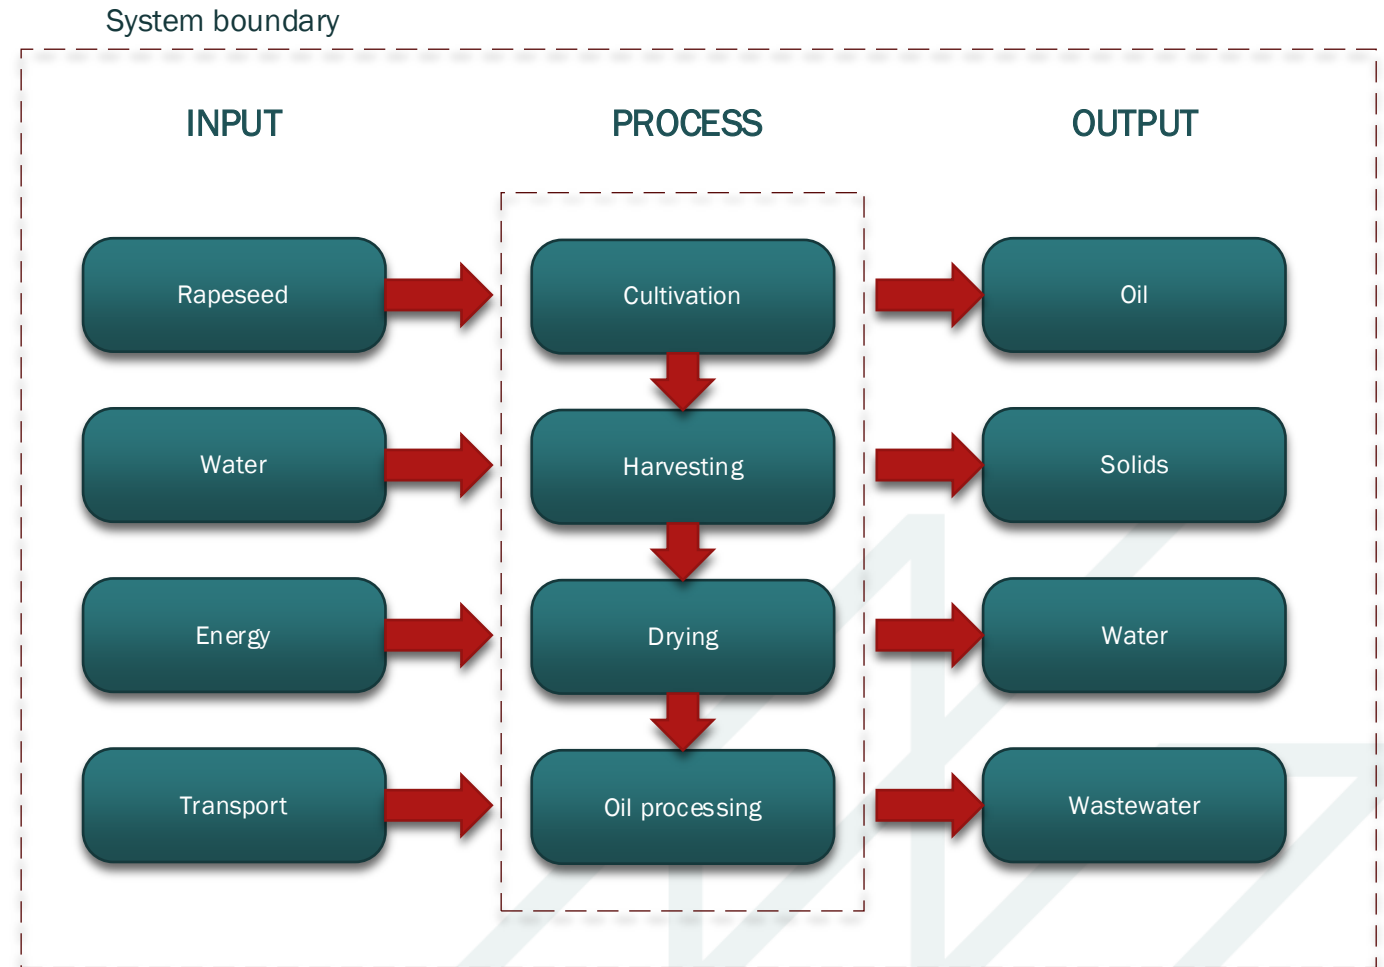 System boundary
INPUT
PROCESS
OUTPUT
Rapeseed
Cultivation
Oil
Water
Harvesting
Solids
Energy
Drying
Water
Transport
Oil processing
Wastewater